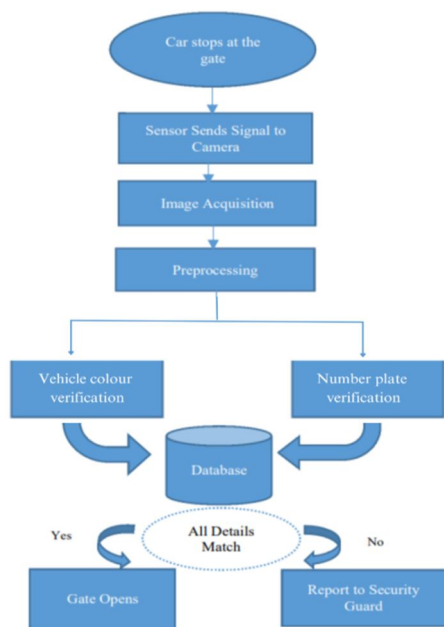 Car stops at the
gate
Sensor Sends Signal to
Camera
Image Acquisition
Preprocessing
Vehicle colour
verification
Number plate
verification
Database
All Details
Match
Yes
No
Gate Opens
Report to Security
Guard